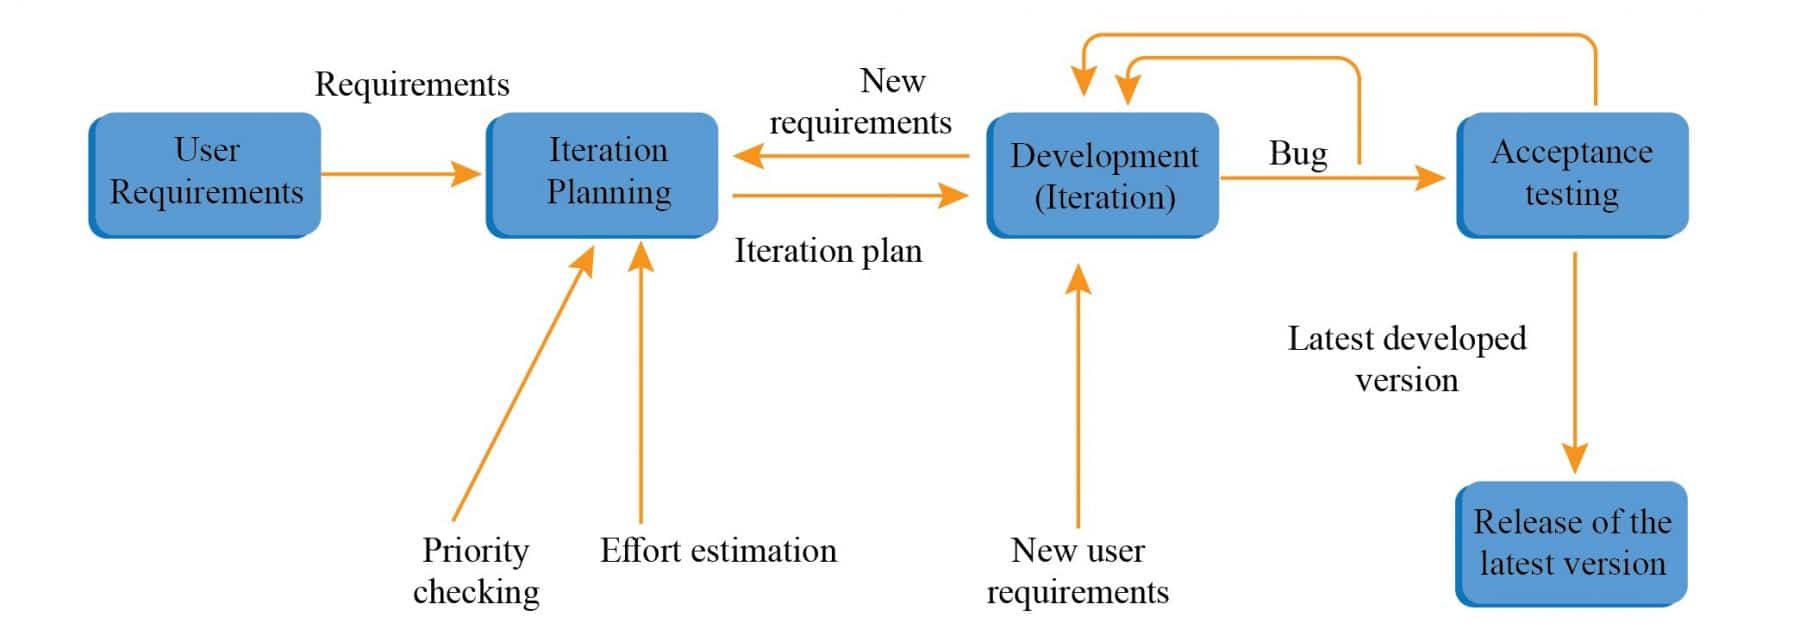 Requirements
User
Requirements
Iteration
Planning
New
requirements
Iteration plan
Development
(Iteration)
Bug
Acceptance
testing
Latest developed
version
Priority
checking
Effort estimation
New user
requirements
Release of the
latest version